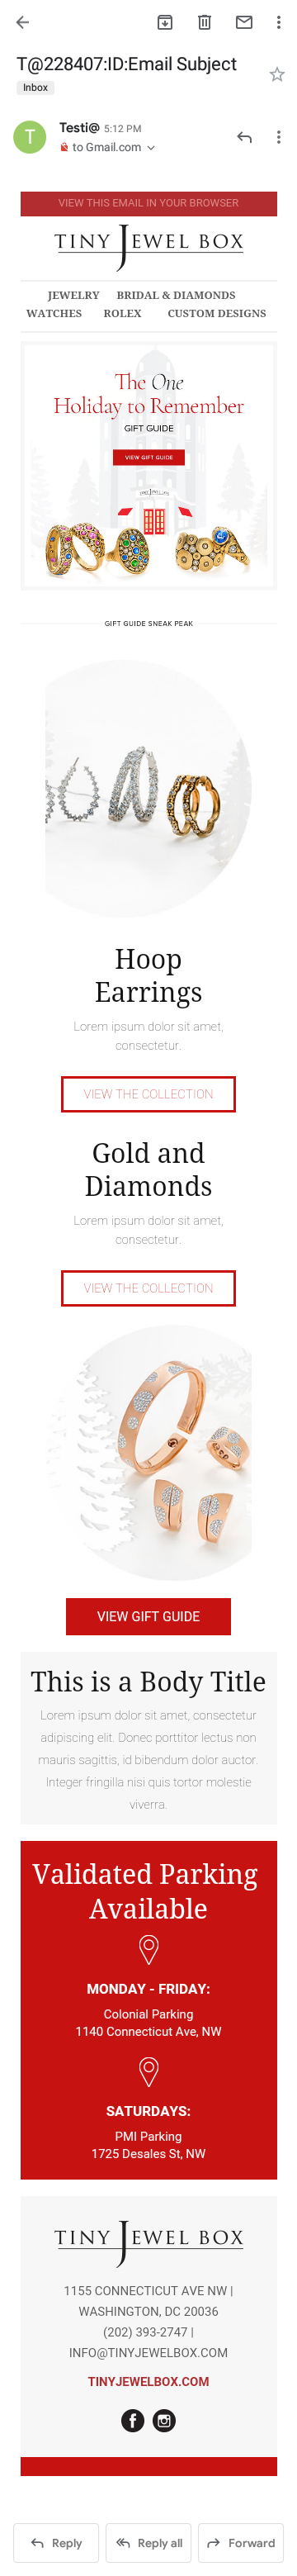 T@228407:ID:Email Subject
Inbox
T
Testi@ 5:12 PM
to Gmail.com
VIEW THIS EMAIL IN YOUR BROWSER
TINY JEWEL BOX
JEWELRY BRIDAL & DIAMONDS
WATCHES ROLEX CUSTOM DESIGNS
The One
Holiday to Remember
GIFT GUIDE
VIEW GIFT GUIDE
GIFT GUIDE SNEAK PEAK
Hoop
Earrings
Lorem ipsum dolor sit amet,
consectetur.
VIEW THE COLLECTION
Gold and
Diamonds
Lorem ipsum dolor sit amet,
consectetur.
VIEW THE COLLECTION
VIEW GIFT GUIDE
This is a Body Title
Lorem ipsum dolor sit amet, consectetur
adipiscing elit. Donec porttitor lectus non
mauris sagittis, id bibendum dolor auctor.
Integer fringilla nisi quis tortor molestie
viverra.
Validated Parking
Available
MONDAY - FRIDAY:
Colonial Parking
1140 Connecticut Ave, NW
SATURDAYS:
PMI Parking
1725 Desales St, NW
TINY JEWEL BOX
1155 CONNECTICUT AVE NW |
WASHINGTON, DC 20036
(202) 393-2747 |
INFO@TINYJEWELBOX.COM
TINYJEWELBOX.COM
Reply Reply all Forward